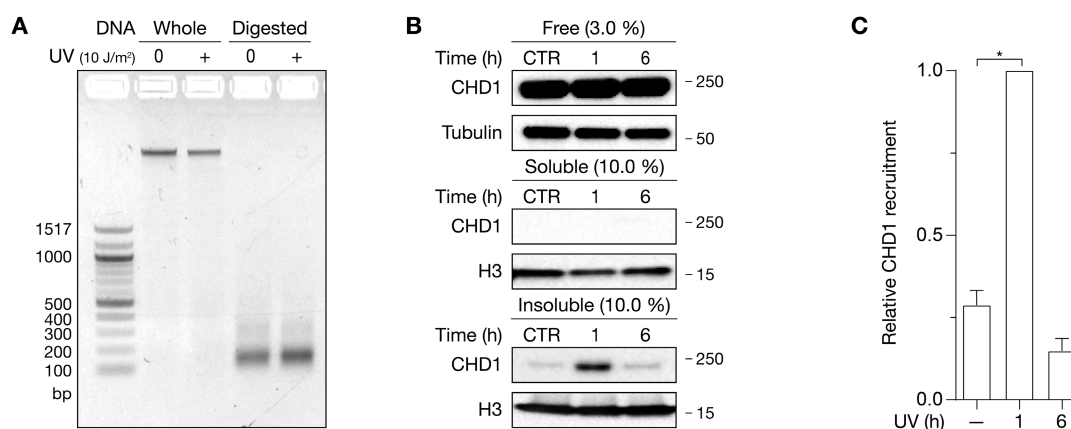 A
DNA Whole Digested
UV (10 J/m²) 0 + 0 +
1517
1000
500
400
300
200
100
bp
B
Free (3.0 %)
Time (h) CTR 1 6
CHD1 - 250
Tubulin - 50
Soluble (10.0 %)
Time (h) CTR 1 6
CHD1 - 250
H3 - 15
Insoluble (10.0 %)
Time (h) CTR 1 6
CHD1 - 250
H3 - 15
C
*
Relative CHD1 recruitment
1.0
0.5
0.0
UV (h) — 1 6